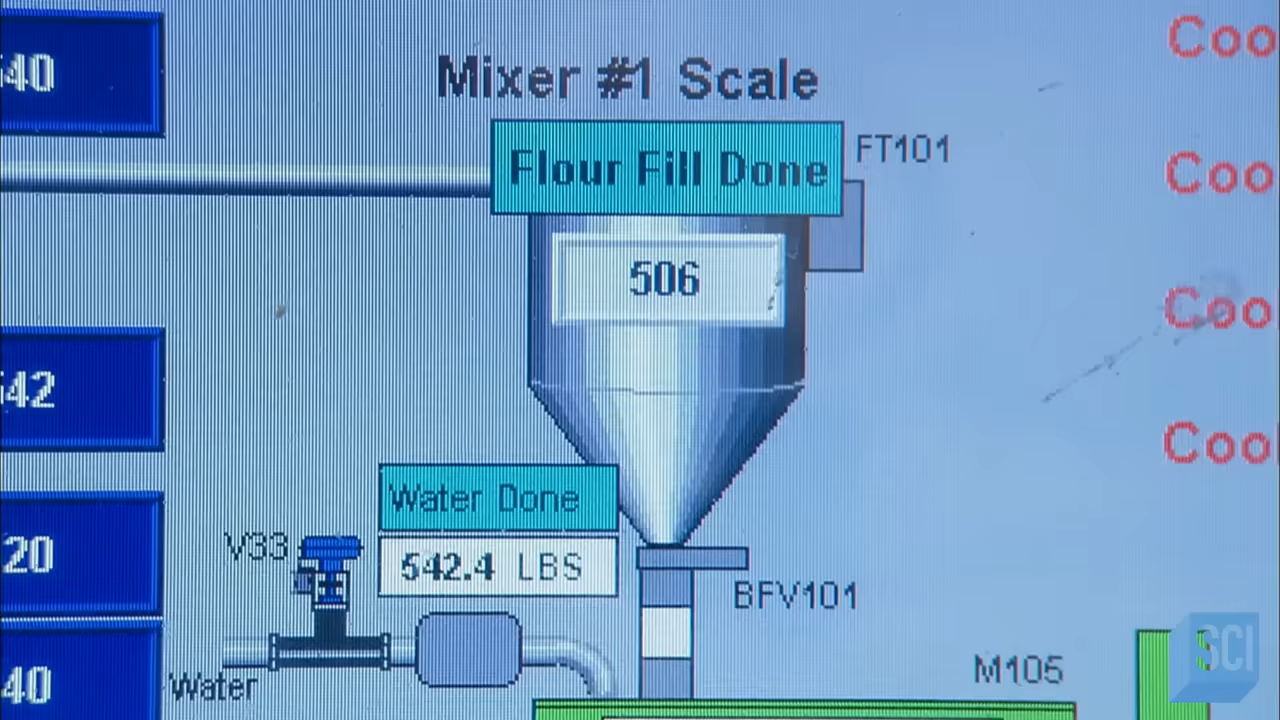 Mixer #1 Scale
Flour Fill Done
FT101
506
Water Done
542.4 LBS
V33
BFV101
Water
M105
40
42
20
40
Coo
Coo
Coo
Coo
SCI